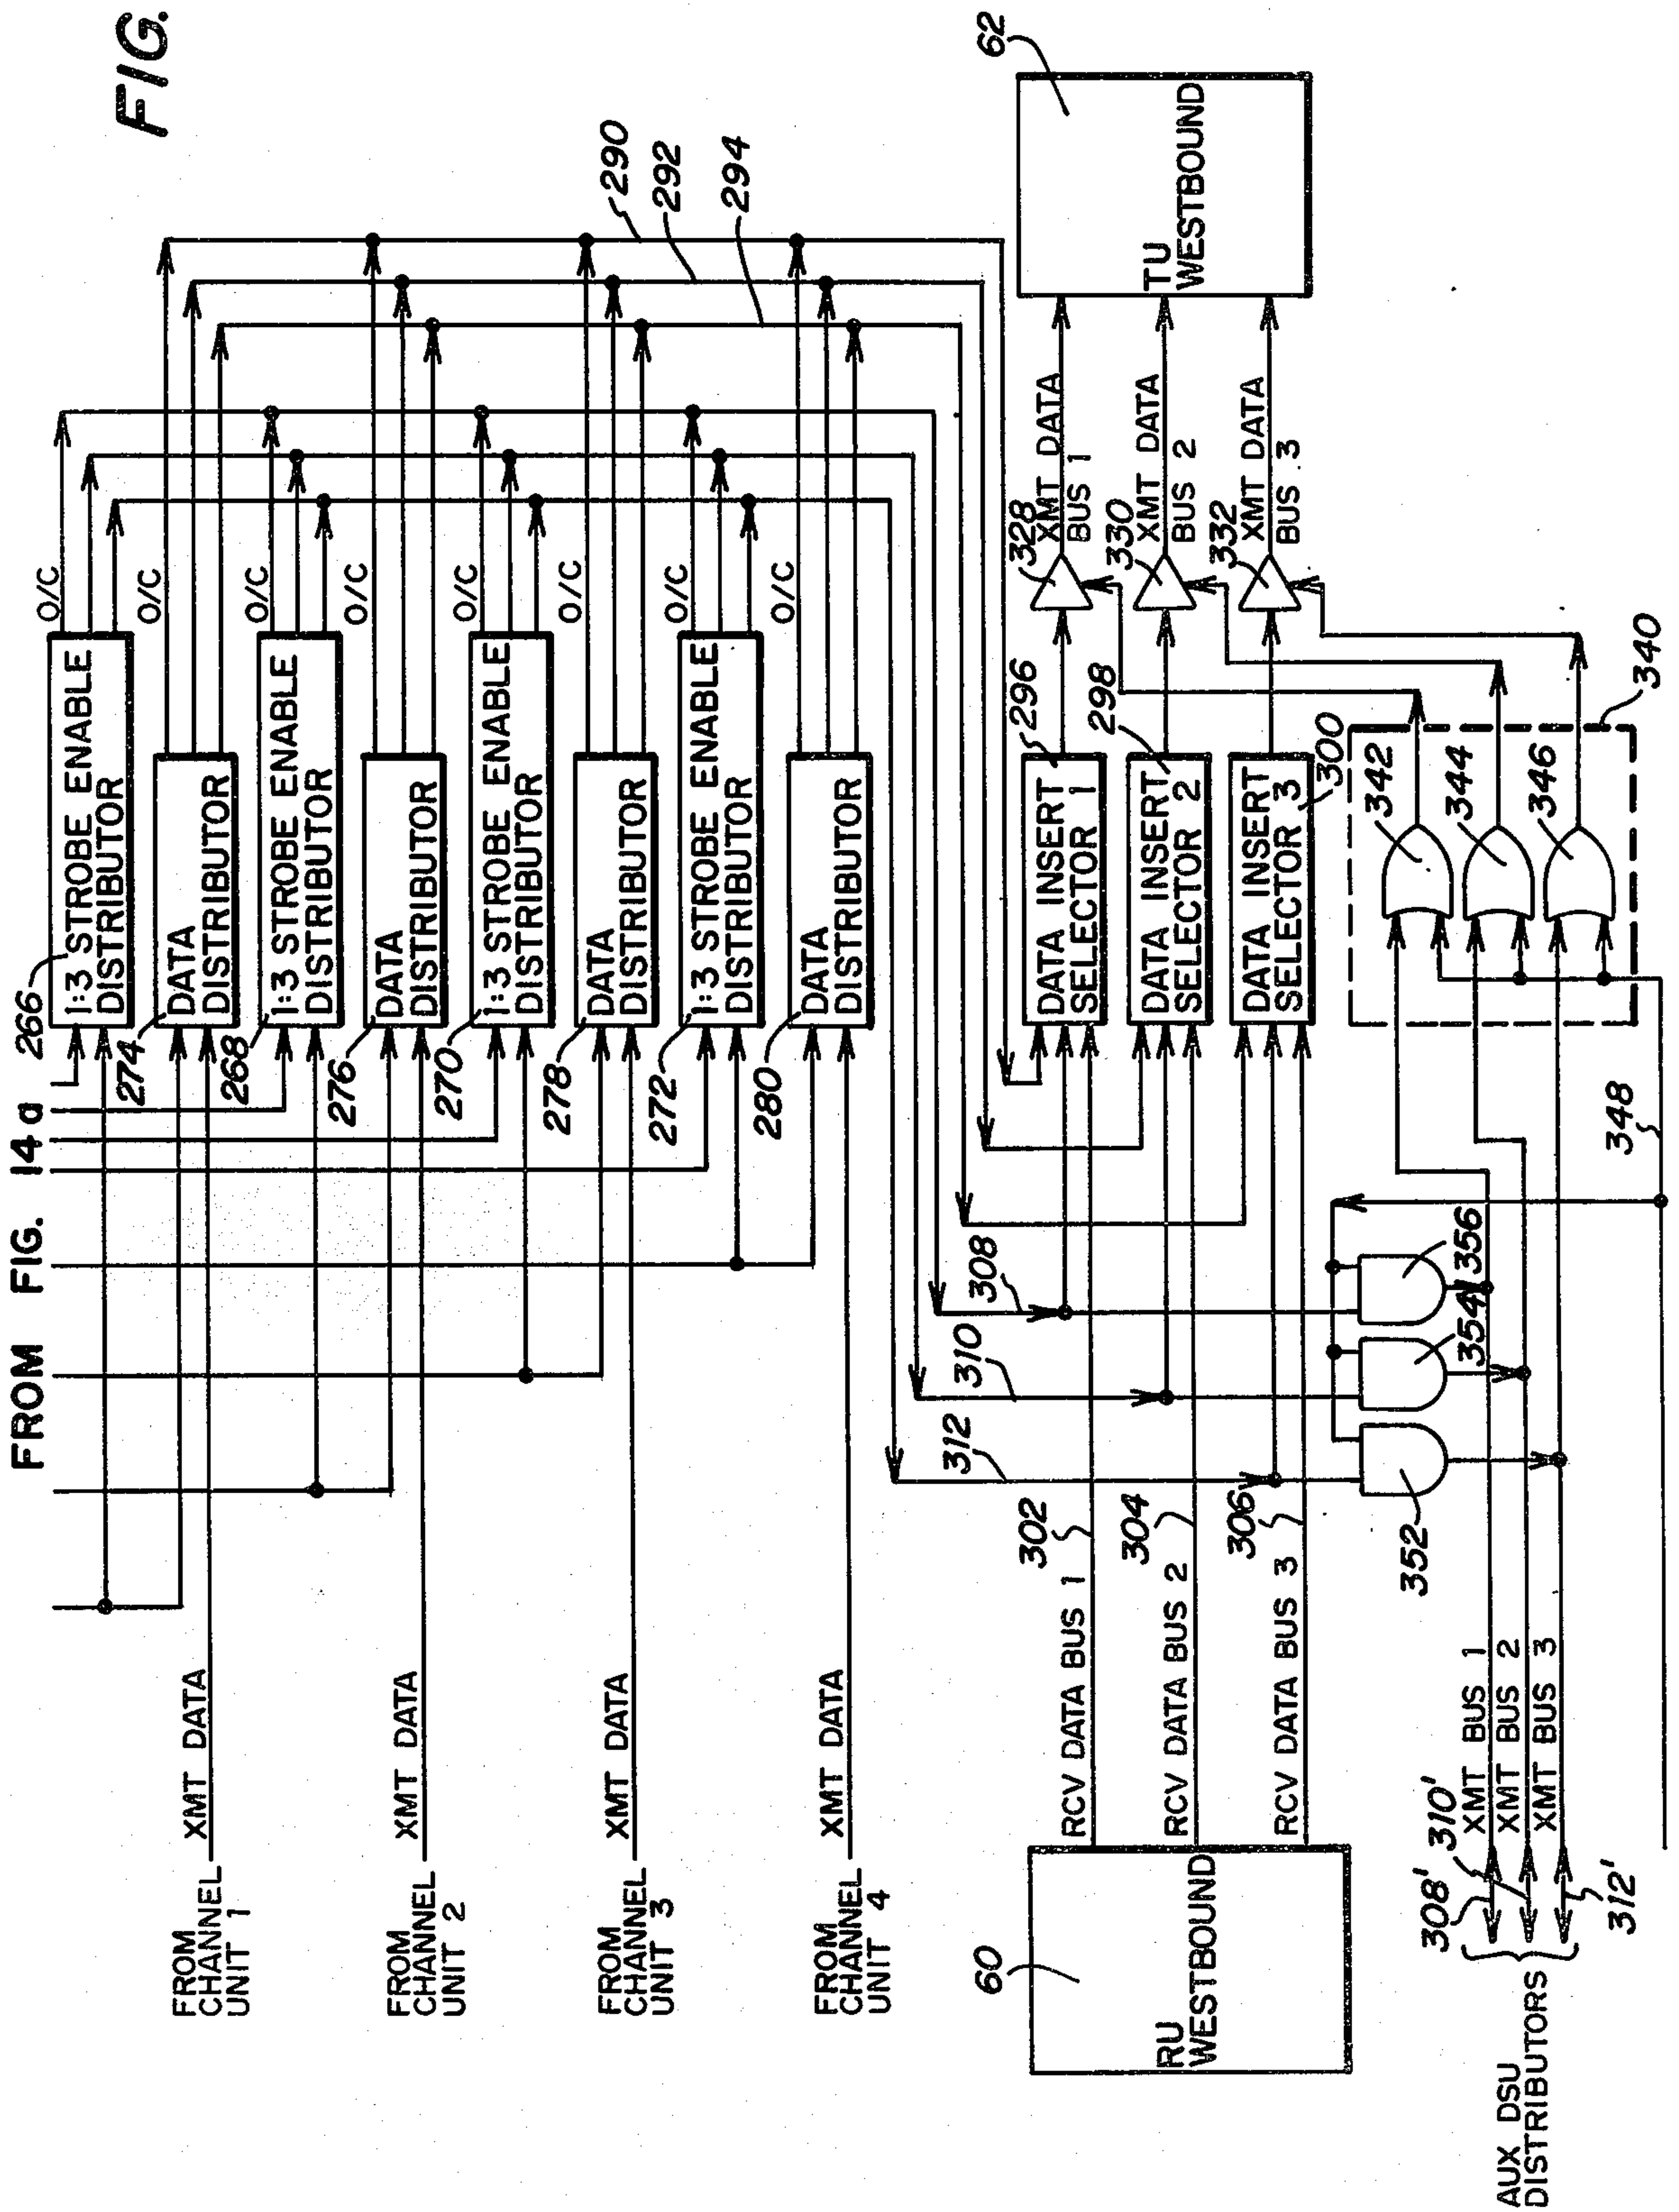 FIG.
FROM FIG. 14a
266
1:3 STROBE ENABLE
DISTRIBUTOR
O/C
274
DATA
DISTRIBUTOR
O/C
268
1:3 STROBE ENABLE
DISTRIBUTOR
O/C
276
DATA
DISTRIBUTOR
O/C
270
1:3 STROBE ENABLE
DISTRIBUTOR
O/C
278
DATA
DISTRIBUTOR
O/C
272
1:3 STROBE ENABLE
DISTRIBUTOR
O/C
280
DATA
DISTRIBUTOR
O/C
290
292
294
FROM
CHANNEL
UNIT 1
XMT DATA
FROM
CHANNEL
UNIT 2
XMT DATA
FROM
CHANNEL
UNIT 3
XMT DATA
FROM
CHANNEL
UNIT 4
XMT DATA
60
RU
WESTBOUND
RCV DATA BUS 1
302
RCV DATA BUS 2
304
RCV DATA BUS 3
306
308
310
312
DATA INSERT
SELECTOR 1
296
DATA INSERT
SELECTOR 2
298
DATA INSERT
SELECTOR 3
300
328
XMT DATA
BUS 1
330
XMT DATA
BUS 2
332
XMT DATA
BUS 3
62
TU
WESTBOUND
340
342
344
346
348
352
354
356
AUX DSU
DISTRIBUTORS
308'
310'
312'
XMT BUS 1
XMT BUS 2
XMT BUS 3